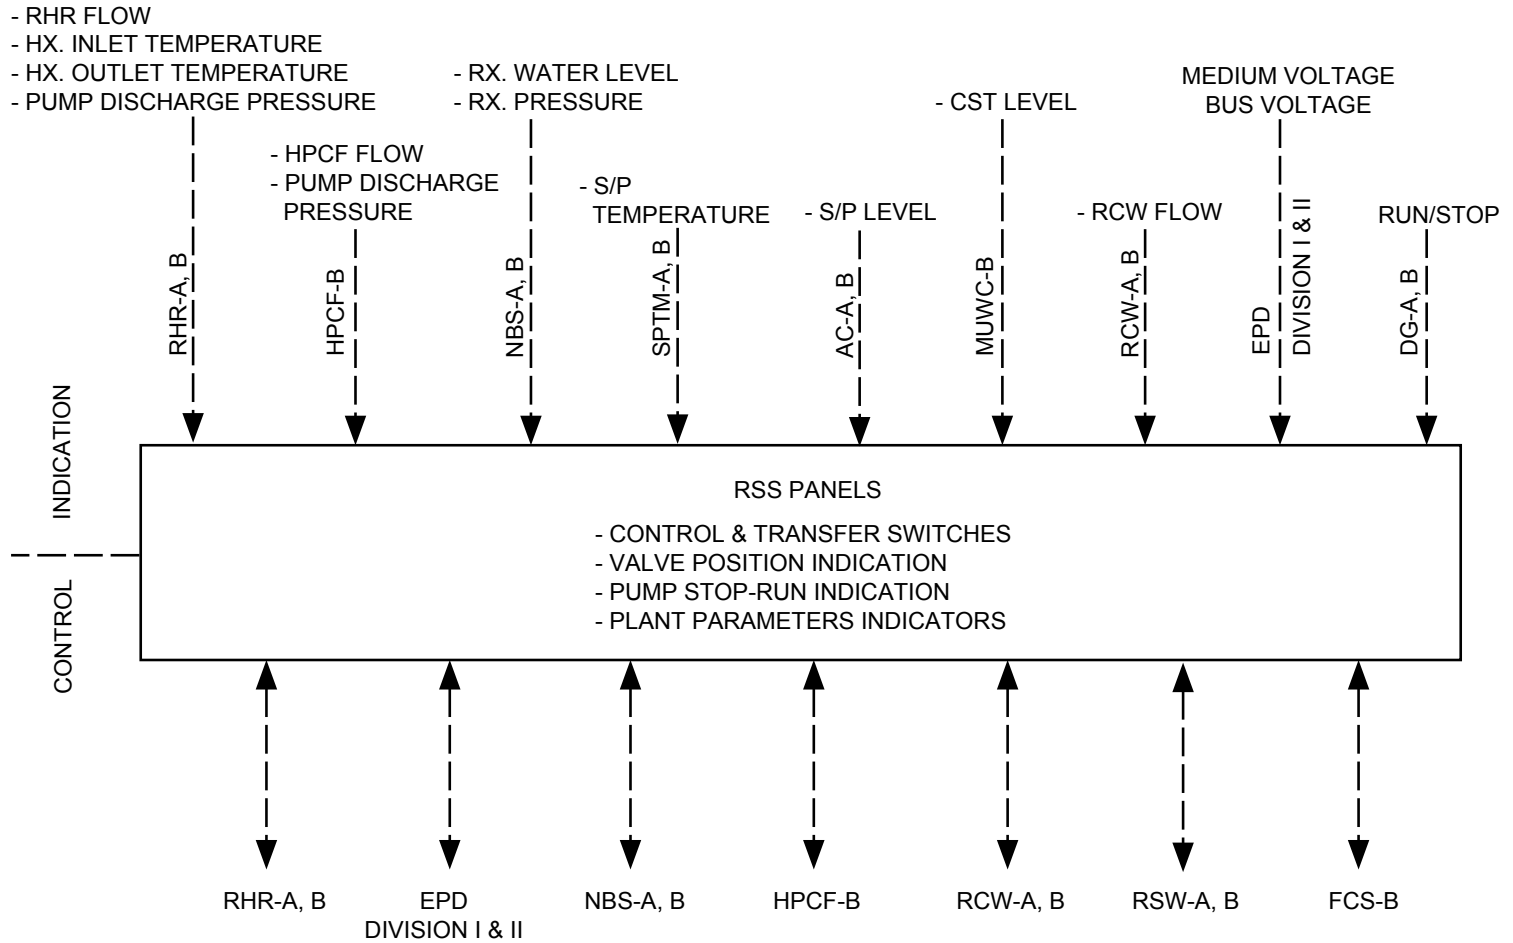 - RHR FLOW
- HX. INLET TEMPERATURE
- HX. OUTLET TEMPERATURE
- PUMP DISCHARGE PRESSURE
- HPCF FLOW
- PUMP DISCHARGE
PRESSURE
- RX. WATER LEVEL
- RX. PRESSURE
- S/P
TEMPERATURE
- S/P LEVEL
- CST LEVEL
- RCW FLOW
MEDIUM VOLTAGE
BUS VOLTAGE
RUN/STOP
RHR-A, B
HPCF-B
NBS-A, B
SPTM-A, B
AC-A, B
MUWC-B
RCW-A, B
EPD
DIVISION I & II
DG-A, B
INDICATION
CONTROL
RSS PANELS
- CONTROL & TRANSFER SWITCHES
- VALVE POSITION INDICATION
- PUMP STOP-RUN INDICATION
- PLANT PARAMETERS INDICATORS
RHR-A, B
EPD
DIVISION I & II
NBS-A, B
HPCF-B
RCW-A, B
RSW-A, B
FCS-B